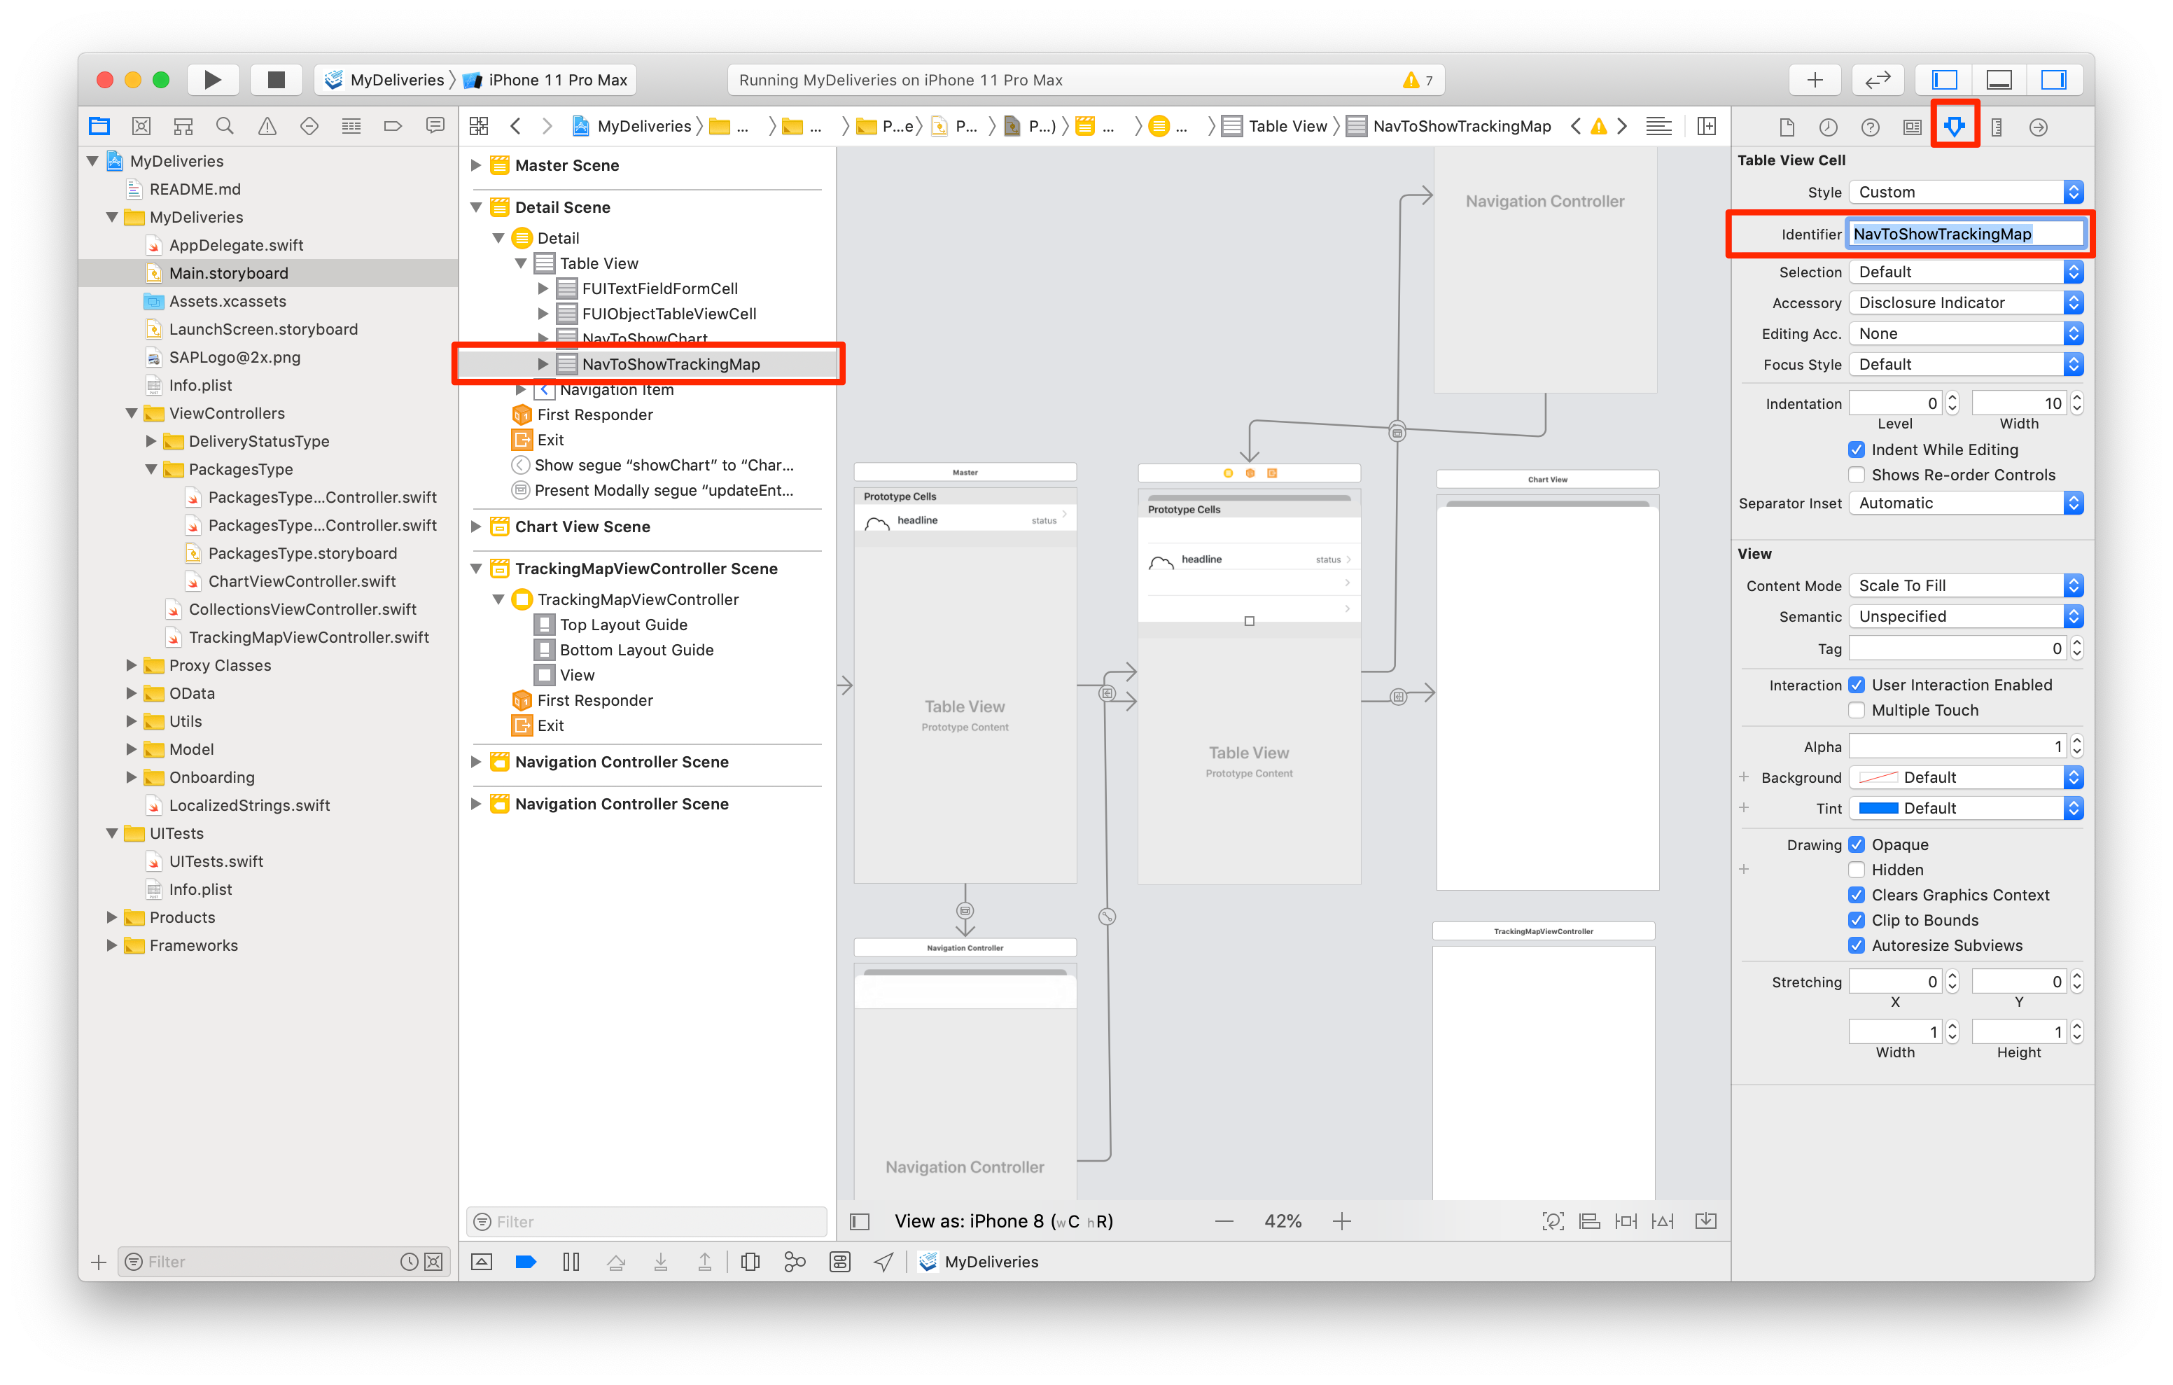 MyDeliveries 〉 iPhone 11 Pro Max
Running MyDeliveries on iPhone 11 Pro Max
7
MyDeliveries
README.md
MyDeliveries
AppDelegate.swift
Main.storyboard
Assets.xcassets
LaunchScreen.storyboard
SAPLogo@2x.png
Info.plist
ViewControllers
DeliveryStatusType
PackagesType
PackagesType...Controller.swift
PackagesType...Controller.swift
PackagesType.storyboard
ChartViewController.swift
CollectionsViewController.swift
TrackingMapViewController.swift
Proxy Classes
OData
Utils
Model
Onboarding
LocalizedStrings.swift
UITests
UITests.swift
Info.plist
Products
Frameworks
Filter
MyDeliveries 〉 ... 〉 ... 〉 P...e 〉 P... 〉 P...) 〉 ... 〉 ... 〉 Table View 〉 NavToShowTrackingMap
Master Scene
Detail Scene
Detail
Table View
FUITextFieldFormCell
FUIObjectTableViewCell
NavToShowChart
NavToShowTrackingMap
Navigation Item
First Responder
Exit
Show segue “showChart” to “Char...
Present Modally segue “updateEnt...
Chart View Scene
TrackingMapViewController Scene
TrackingMapViewController
Top Layout Guide
Bottom Layout Guide
View
First Responder
Exit
Navigation Controller Scene
Navigation Controller Scene
Filter
Navigation Controller
Master
Prototype Cells
headline
status
Table View
Prototype Content
Prototype Cells
headline
status
Table View
Prototype Content
Chart View
Navigation Controller
Navigation Controller
TrackingMapViewController
View as: iPhone 8 (wC hR)
42%
MyDeliveries
Table View Cell
Style Custom
Identifier NavToShowTrackingMap
Selection Default
Accessory Disclosure Indicator
Editing Acc. None
Focus Style Default
Indentation 0 10
Level Width
Indent While Editing
Shows Re-order Controls
Separator Inset Automatic
View
Content Mode Scale To Fill
Semantic Unspecified
Tag 0
Interaction User Interaction Enabled
Multiple Touch
Alpha 1
Background Default
Tint Default
Drawing Opaque
Hidden
Clears Graphics Context
Clip to Bounds
Autoresize Subviews
Stretching 0 0
X Y
1 1
Width Height